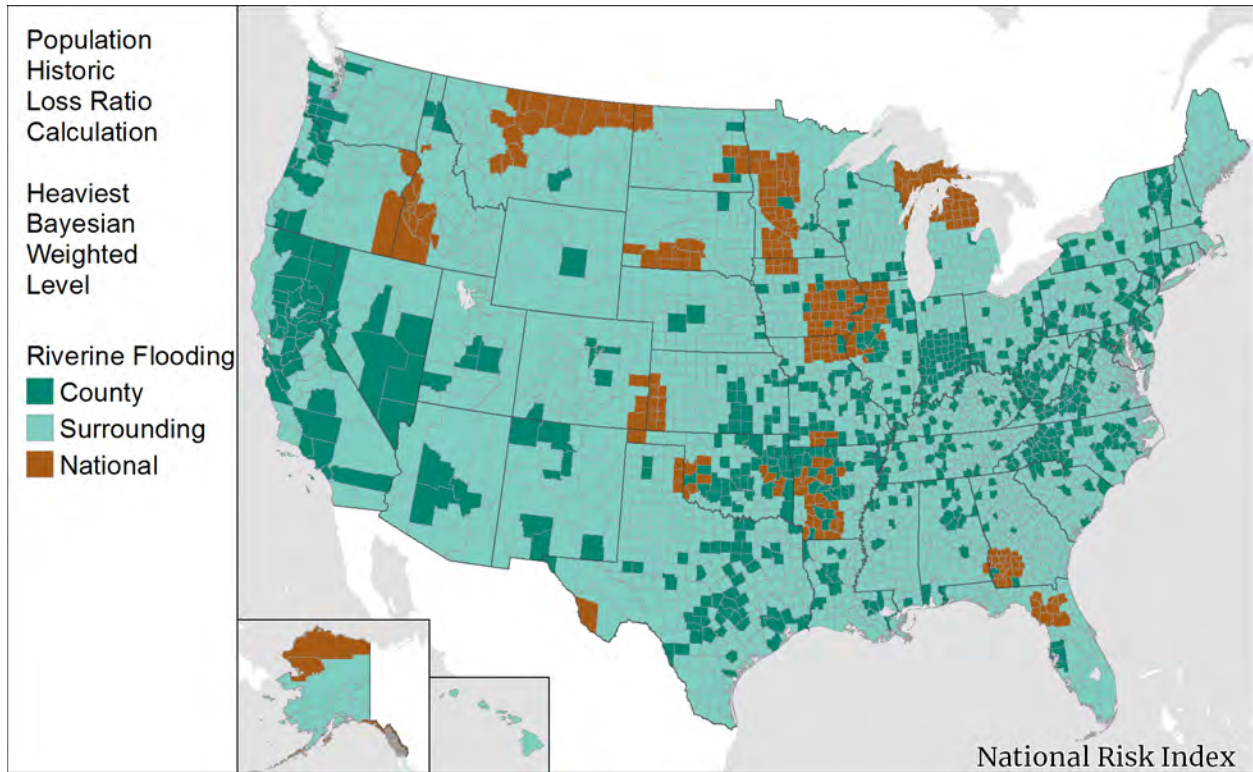 Population
Historic
Loss Ratio
Calculation
Heaviest
Bayesian
Weighted
Level
Riverine Flooding
County
Surrounding
National
National Risk Index